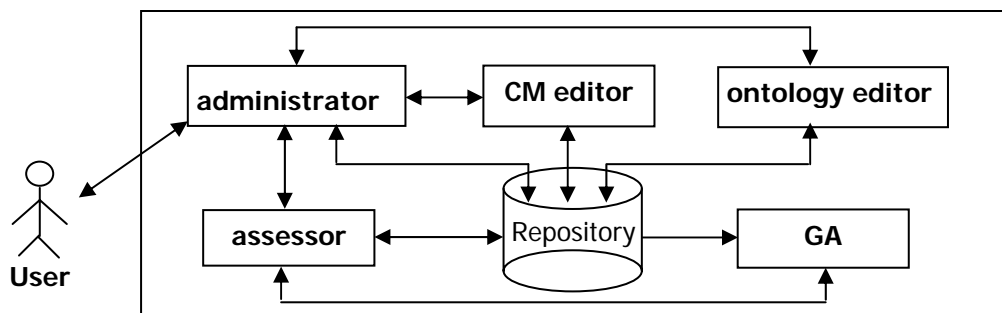 administrator
CM editor
ontology editor
User
assessor
Repository
GA